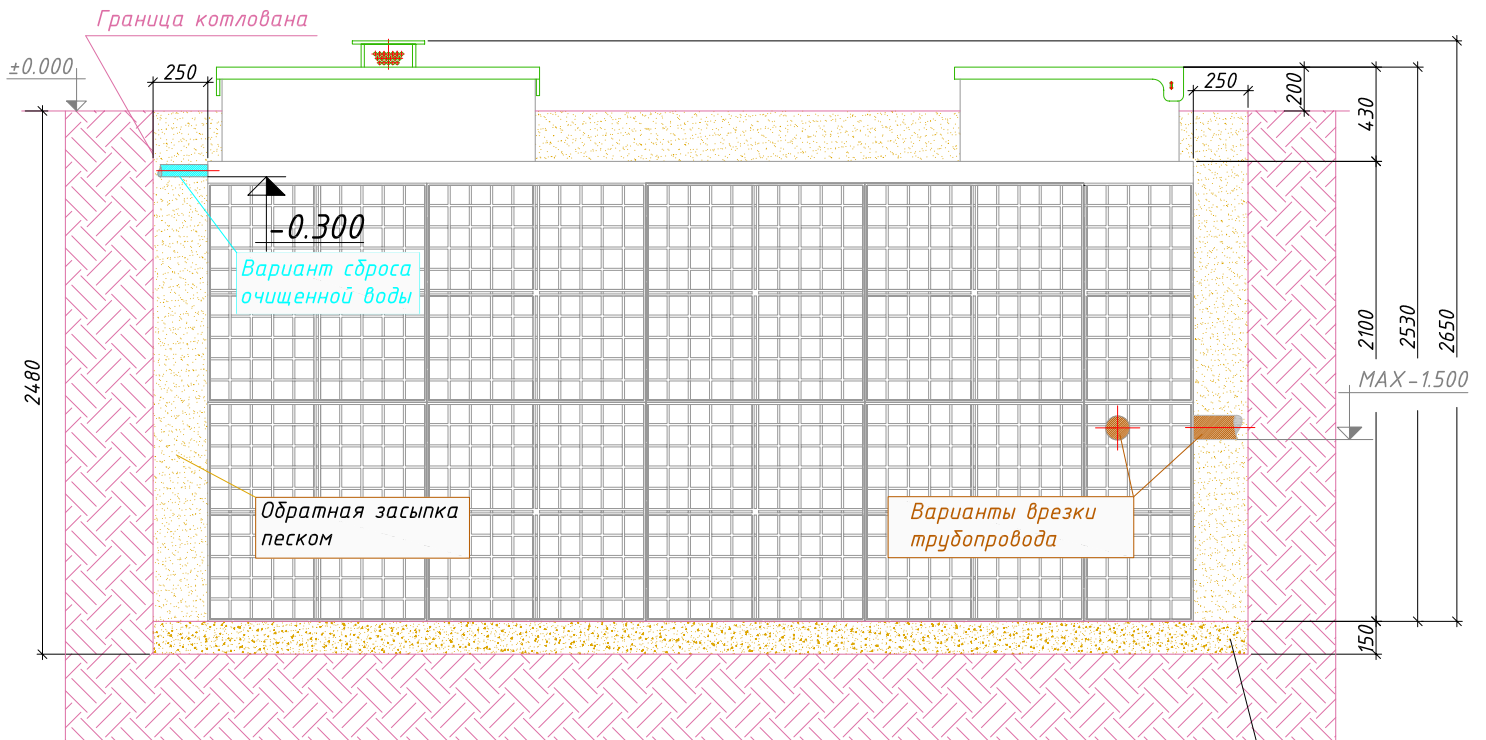 Граница котлована
±0.000
250
250
200
430
-0.300
Вариант сброса
очищенной воды
2480
2100
2530
2650
MAX-1.500
Обратная засыпка
песком
Варианты врезки
трубопровода
150